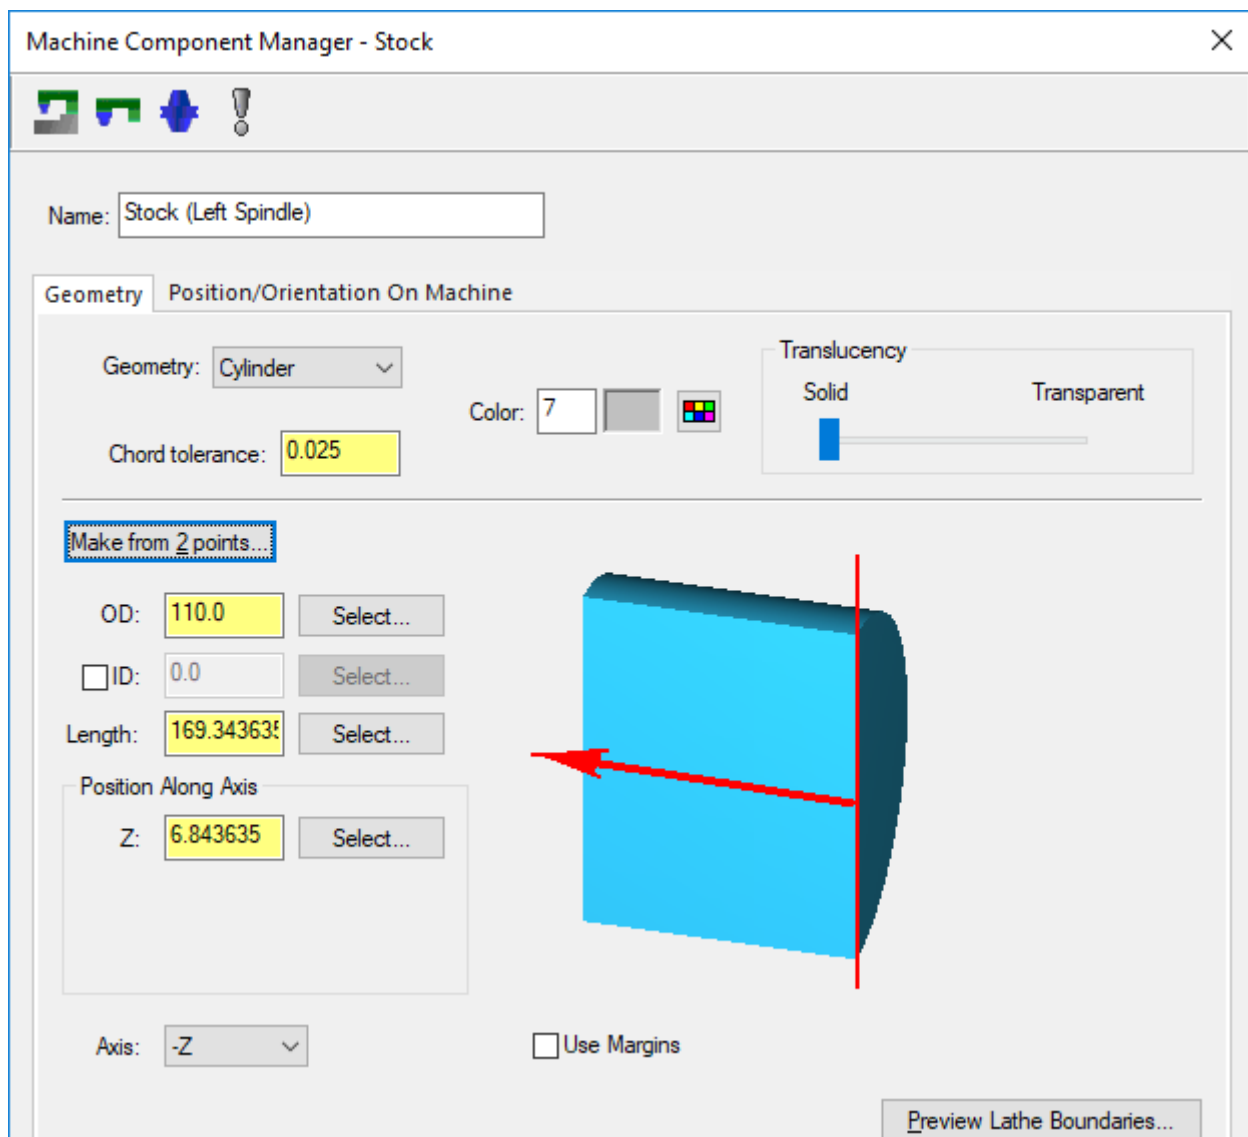 Machine Component Manager - Stock
Name: Stock (Left Spindle)
Geometry Position/Orientation On Machine
Geometry: Cylinder
Translucency
Solid Transparent
Color: 7
Chord tolerance: 0.025
Make from 2 points...
OD: 110.0 Select...
ID: 0.0 Select...
Length: 169.343635 Select...
Position Along Axis
Z: 6.843635 Select...
Axis: -Z
Use Margins
Preview Lathe Boundaries...